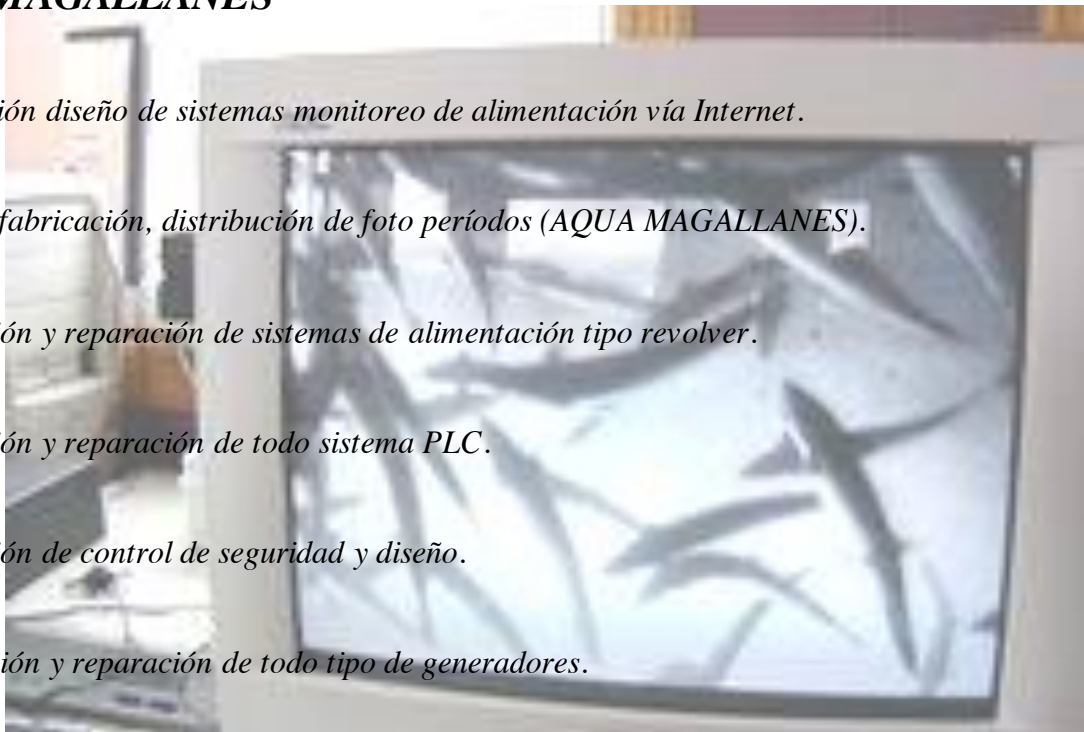 MAGALLANES
ión diseño de sistemas monitoreo de alimentación vía Internet.
fabricación, distribución de foto períodos (AQUA MAGALLANES).
ón y reparación de sistemas de alimentación tipo revolver.
ón y reparación de todo sistema PLC.
ón de control de seguridad y diseño.
ión y reparación de todo tipo de generadores.